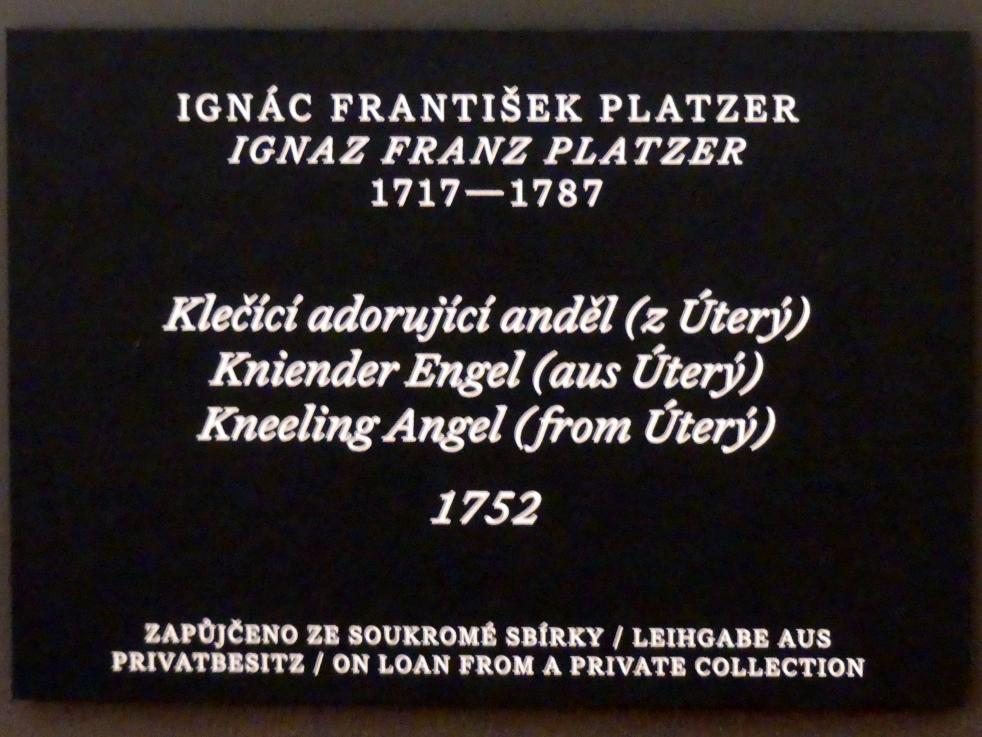 IGNÁC FRANTIŠEK PLATZER
IGNAZ FRANZ PLATZER
1717—1787
Klečící adorující anděl (z Úterý)
Kniender Engel (aus Úterý)
Kneeling Angel (from Úterý)
1752
ZAPŮJČENO ZE SOUKROMÉ SBÍRKY / LEIHGABE AUS
PRIVATBESITZ / ON LOAN FROM A PRIVATE COLLECTION